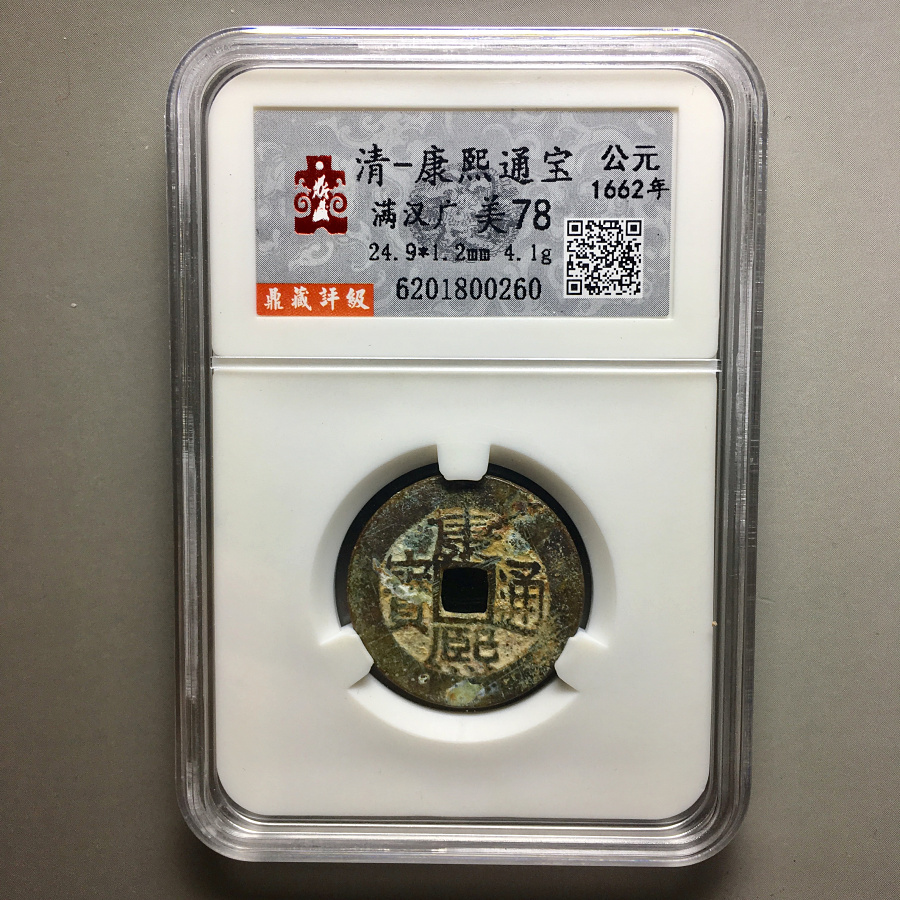 清-康熙通宝
公元
1662年
满汉广 美78
24.9*1.2mm 4.1g
鼎藏評級
6201800260
康熙通寶